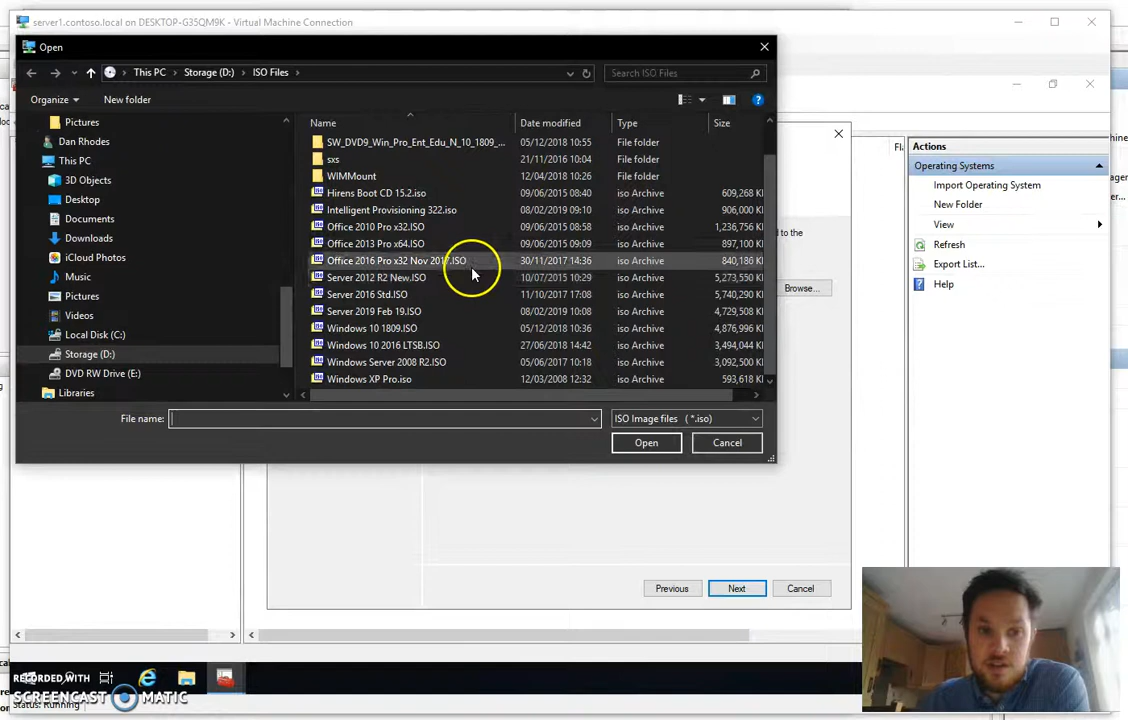 server1.contoso.local on DESKTOP-G35QM9K - Virtual Machine Connection
Open
This PC > Storage (D:) > ISO Files >
Search ISO Files
Organize
New folder
Name
Date modified
Type
Size
Pictures
Dan Rhodes
This PC
3D Objects
Desktop
Documents
Downloads
iCloud Photos
Music
Pictures
Videos
Local Disk (C:)
Storage (D:)
DVD RW Drive (E:)
Libraries
SW_DVD9_Win_Pro_Ent_Edu_N_10_1809_... 05/12/2018 10:55 File folder
sxs 21/11/2016 10:04 File folder
WIMMount 12/04/2018 10:26 File folder
Hirens Boot CD 15.2.iso 09/06/2015 08:40 iso Archive 609,268 K
Intelligent Provisioning 322.iso 08/02/2019 09:10 iso Archive 906,000 K
Office 2010 Pro x32.ISO 09/06/2015 08:58 iso Archive 1,236,756 K
Office 2013 Pro x64.ISO 09/06/2015 09:09 iso Archive 897,100 K
Office 2016 Pro x32 Nov 2017.ISO 30/11/2017 14:36 iso Archive 840,186 K
Server 2012 R2 New.ISO 10/07/2015 10:29 iso Archive 5,273,550 K
Server 2016 Std.ISO 11/10/2017 17:08 iso Archive 5,740,290 K
Server 2019 Feb 19.ISO 08/02/2019 10:08 iso Archive 4,729,508 K
Windows 10 1809.ISO 05/12/2018 10:36 iso Archive 4,876,996 K
Windows 10 2016 LTSB.ISO 27/06/2018 14:42 iso Archive 3,494,044 K
Windows Server 2008 R2.ISO 05/06/2017 10:18 iso Archive 3,092,500 K
Windows XP Pro.iso 12/03/2008 12:32 iso Archive 593,618 K
File name:
ISO Image files (*.iso)
Open
Cancel
d to the
Browse...
Previous
Next
Cancel
Actions
Operating Systems
Import Operating System
New Folder
View
Refresh
Export List...
Help
RECORDED WITH
SCREENCAST MATIC
Status: Running